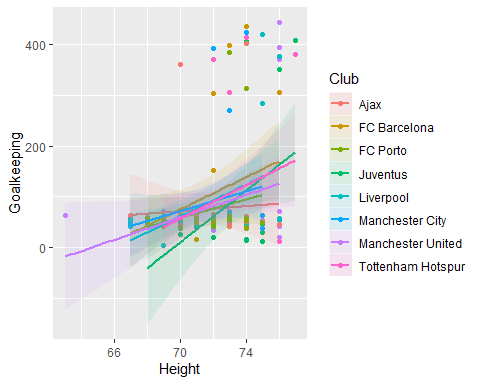 400
200
0
Goalkeeping
66
70
74
Height
Club
Ajax
FC Barcelona
FC Porto
Juventus
Liverpool
Manchester City
Manchester United
Tottenham Hotspur